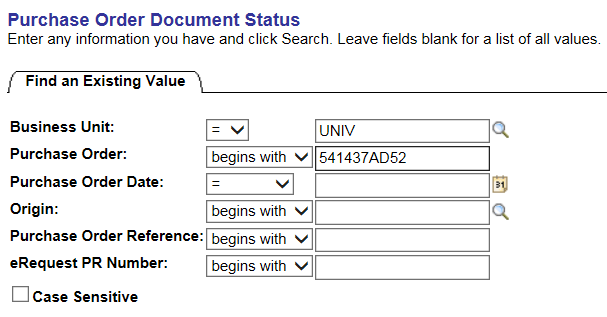 Purchase Order Document Status
Enter any information you have and click Search. Leave fields blank for a list of all values.
Find an Existing Value
Business Unit: = UNIV
Purchase Order: begins with 541437AD52
Purchase Order Date: = 31
Origin: begins with
Purchase Order Reference: begins with
eRequest PR Number: begins with
Case Sensitive